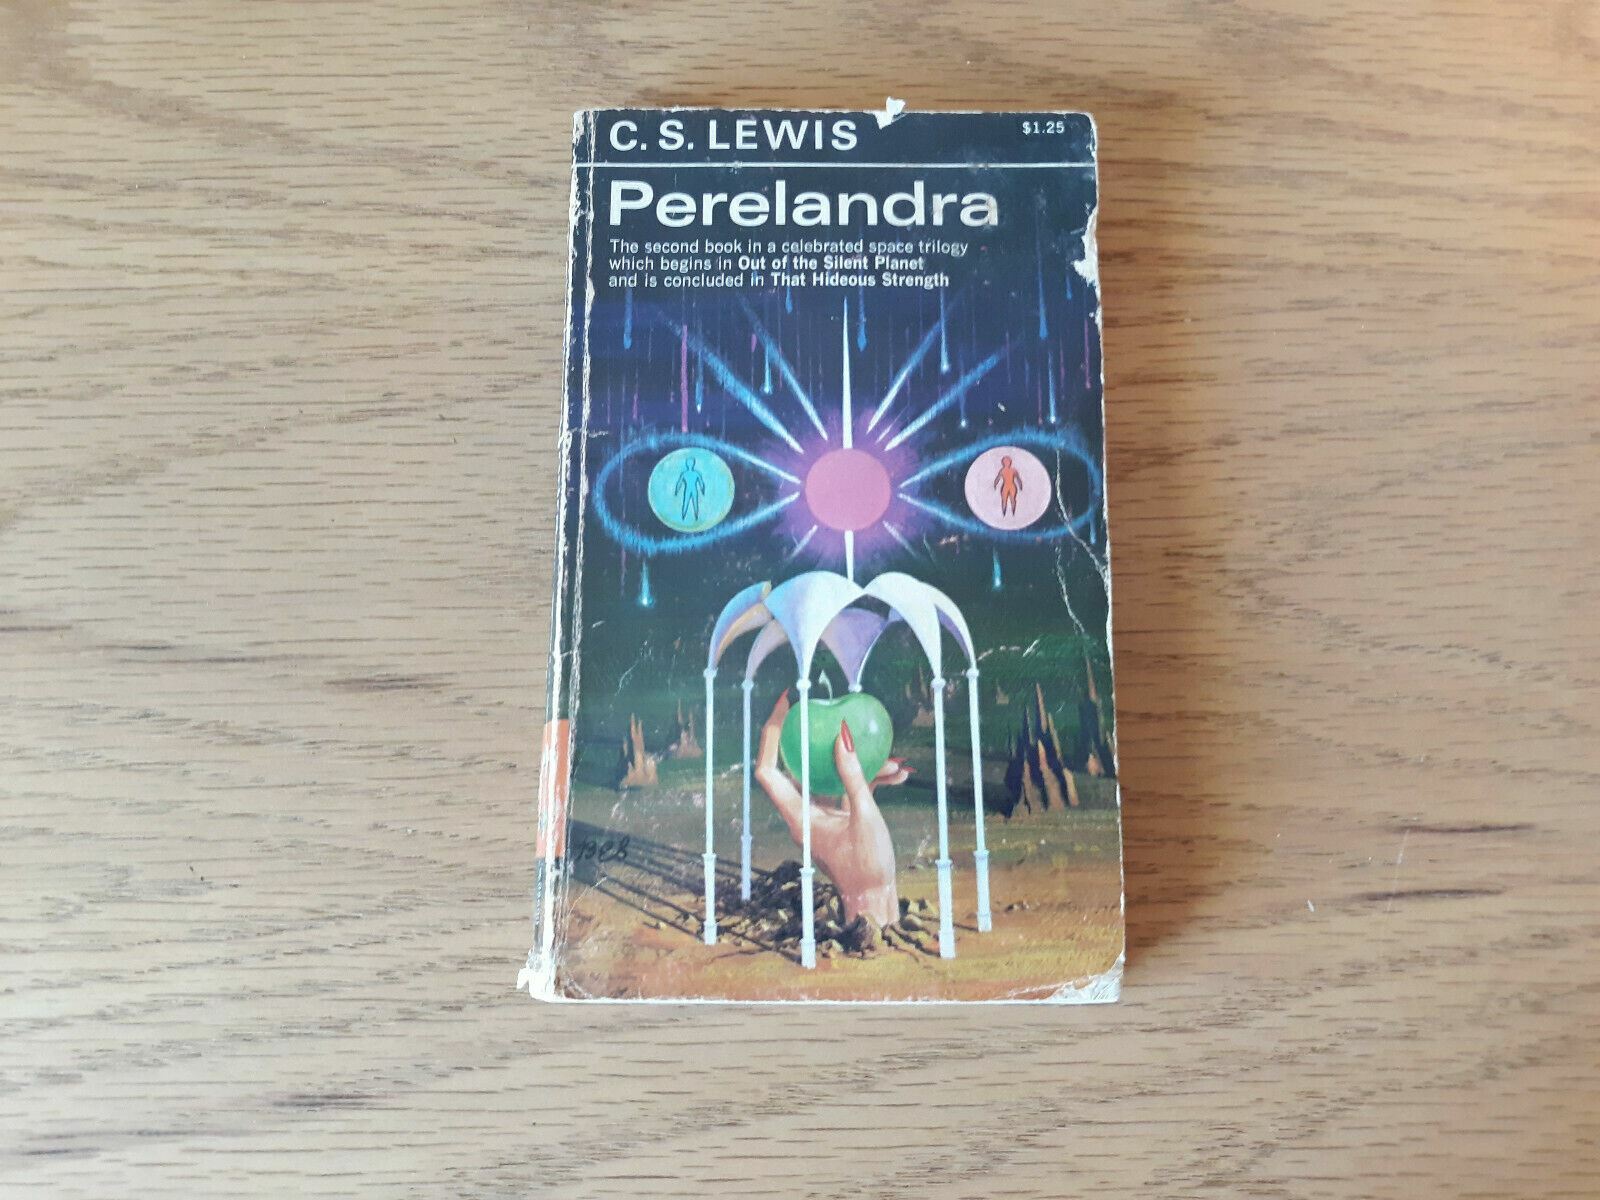 C. S. LEWIS
$1.25
Perelandra
The second book in a celebrated space trilogy
which begins in Out of the Silent Planet
and is concluded in That Hideous Strength